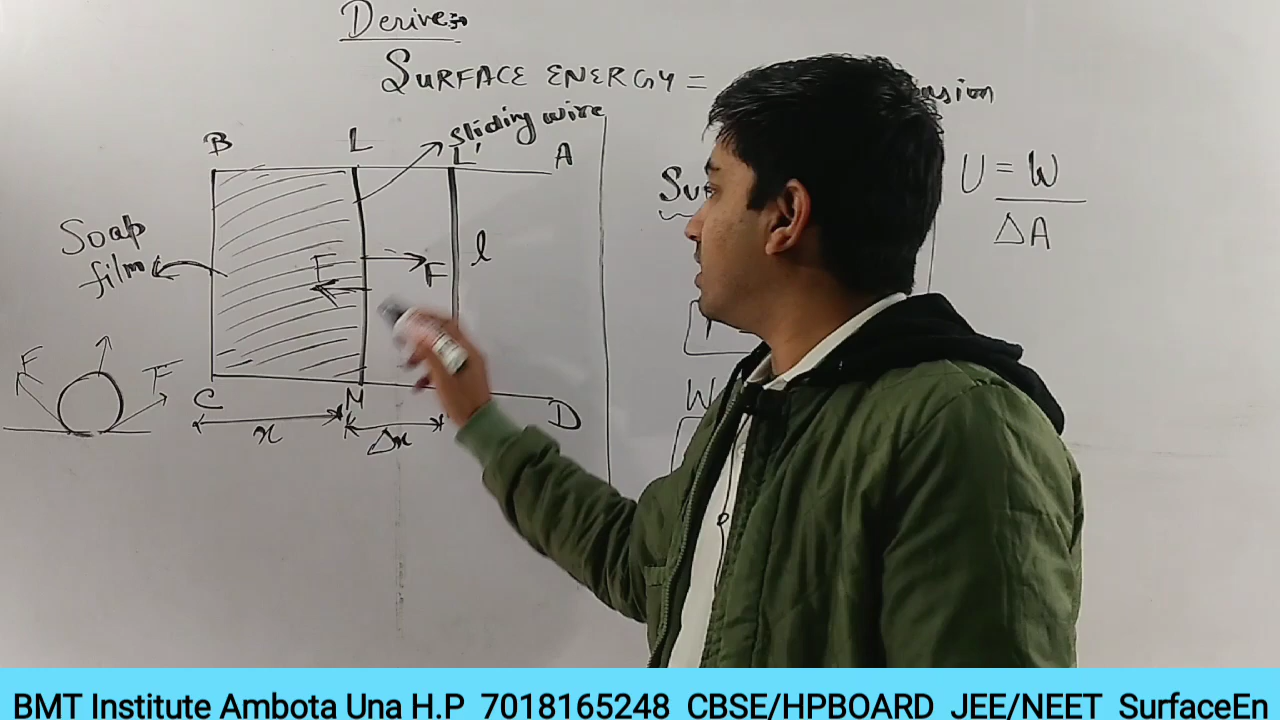 Derive:-
SURFACE ENERGY =
sliding wire
B
L
L'
A
U = W
ΔA
Soap
film
l
F
F
F
F
C
M
D
x
Δx
W
BMT Institute Ambota Una H.P 7018165248 CBSE/HPBOARD JEE/NEET SurfaceEn